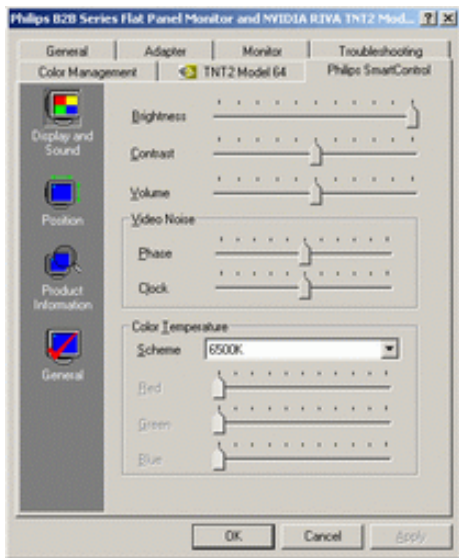 Philips B2B Series Flat Panel Monitor and NVIDIA RIVA TNT2 Mod...
General Adapter Monitor Troubleshooting
Color Management TNT2 Model 64 Philips SmartControl
Display and
Sound
Position
Product
Information
General
Brightness
Contrast
Volume
Video Noise
Phase
Clock
Color Temperature
Scheme 6500K
Red
Green
Blue
OK Cancel Apply